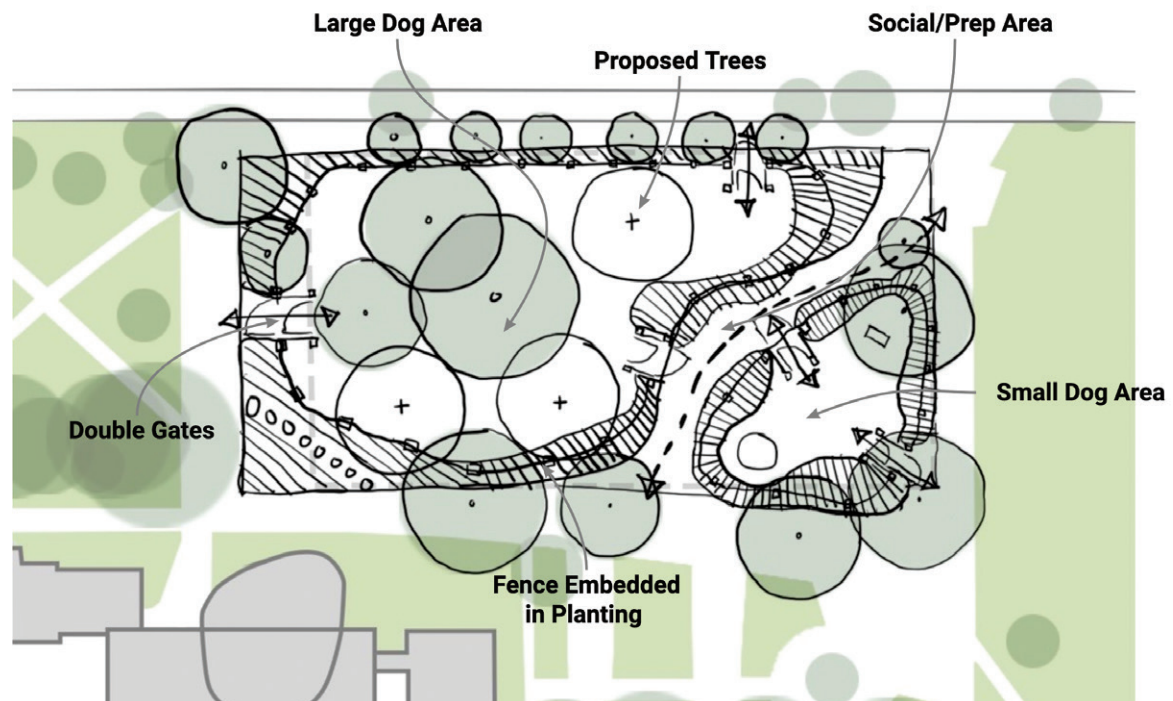 Large Dog Area
Social/Prep Area
Proposed Trees
Small Dog Area
Double Gates
Fence Embedded
in Planting